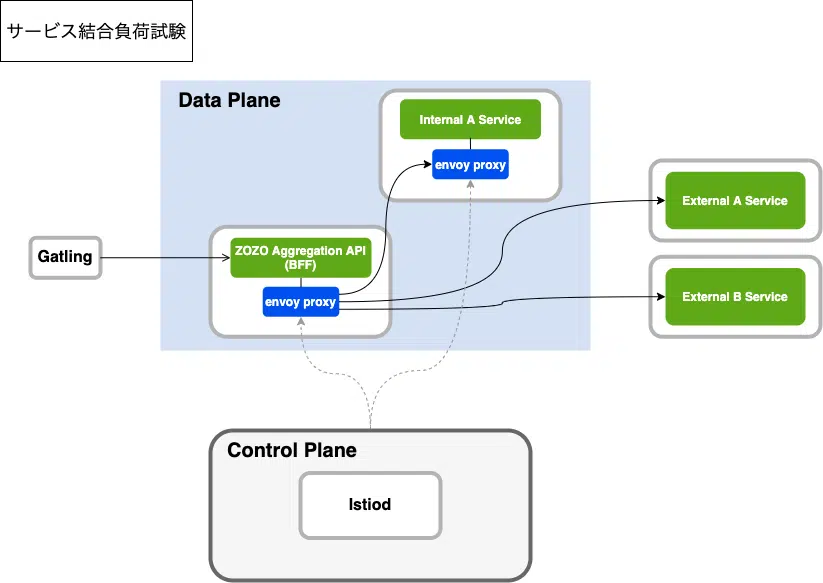 サービス結合負荷試験
Data Plane
Internal A Service
envoy proxy
External A Service
Gatling
ZOZO Aggregation API
(BFF)
envoy proxy
External B Service
Control Plane
Istiod